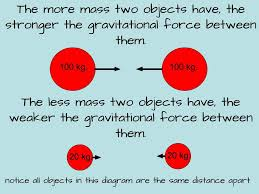 The more mass two objects have, the
stronger the gravitational force between
them.
100 kg.
100 kg.
The less mass two objects have, the
weaker the gravitational force between
them.
20 kg.
20 kg.
notice all objects in this diagram are the same distance apart